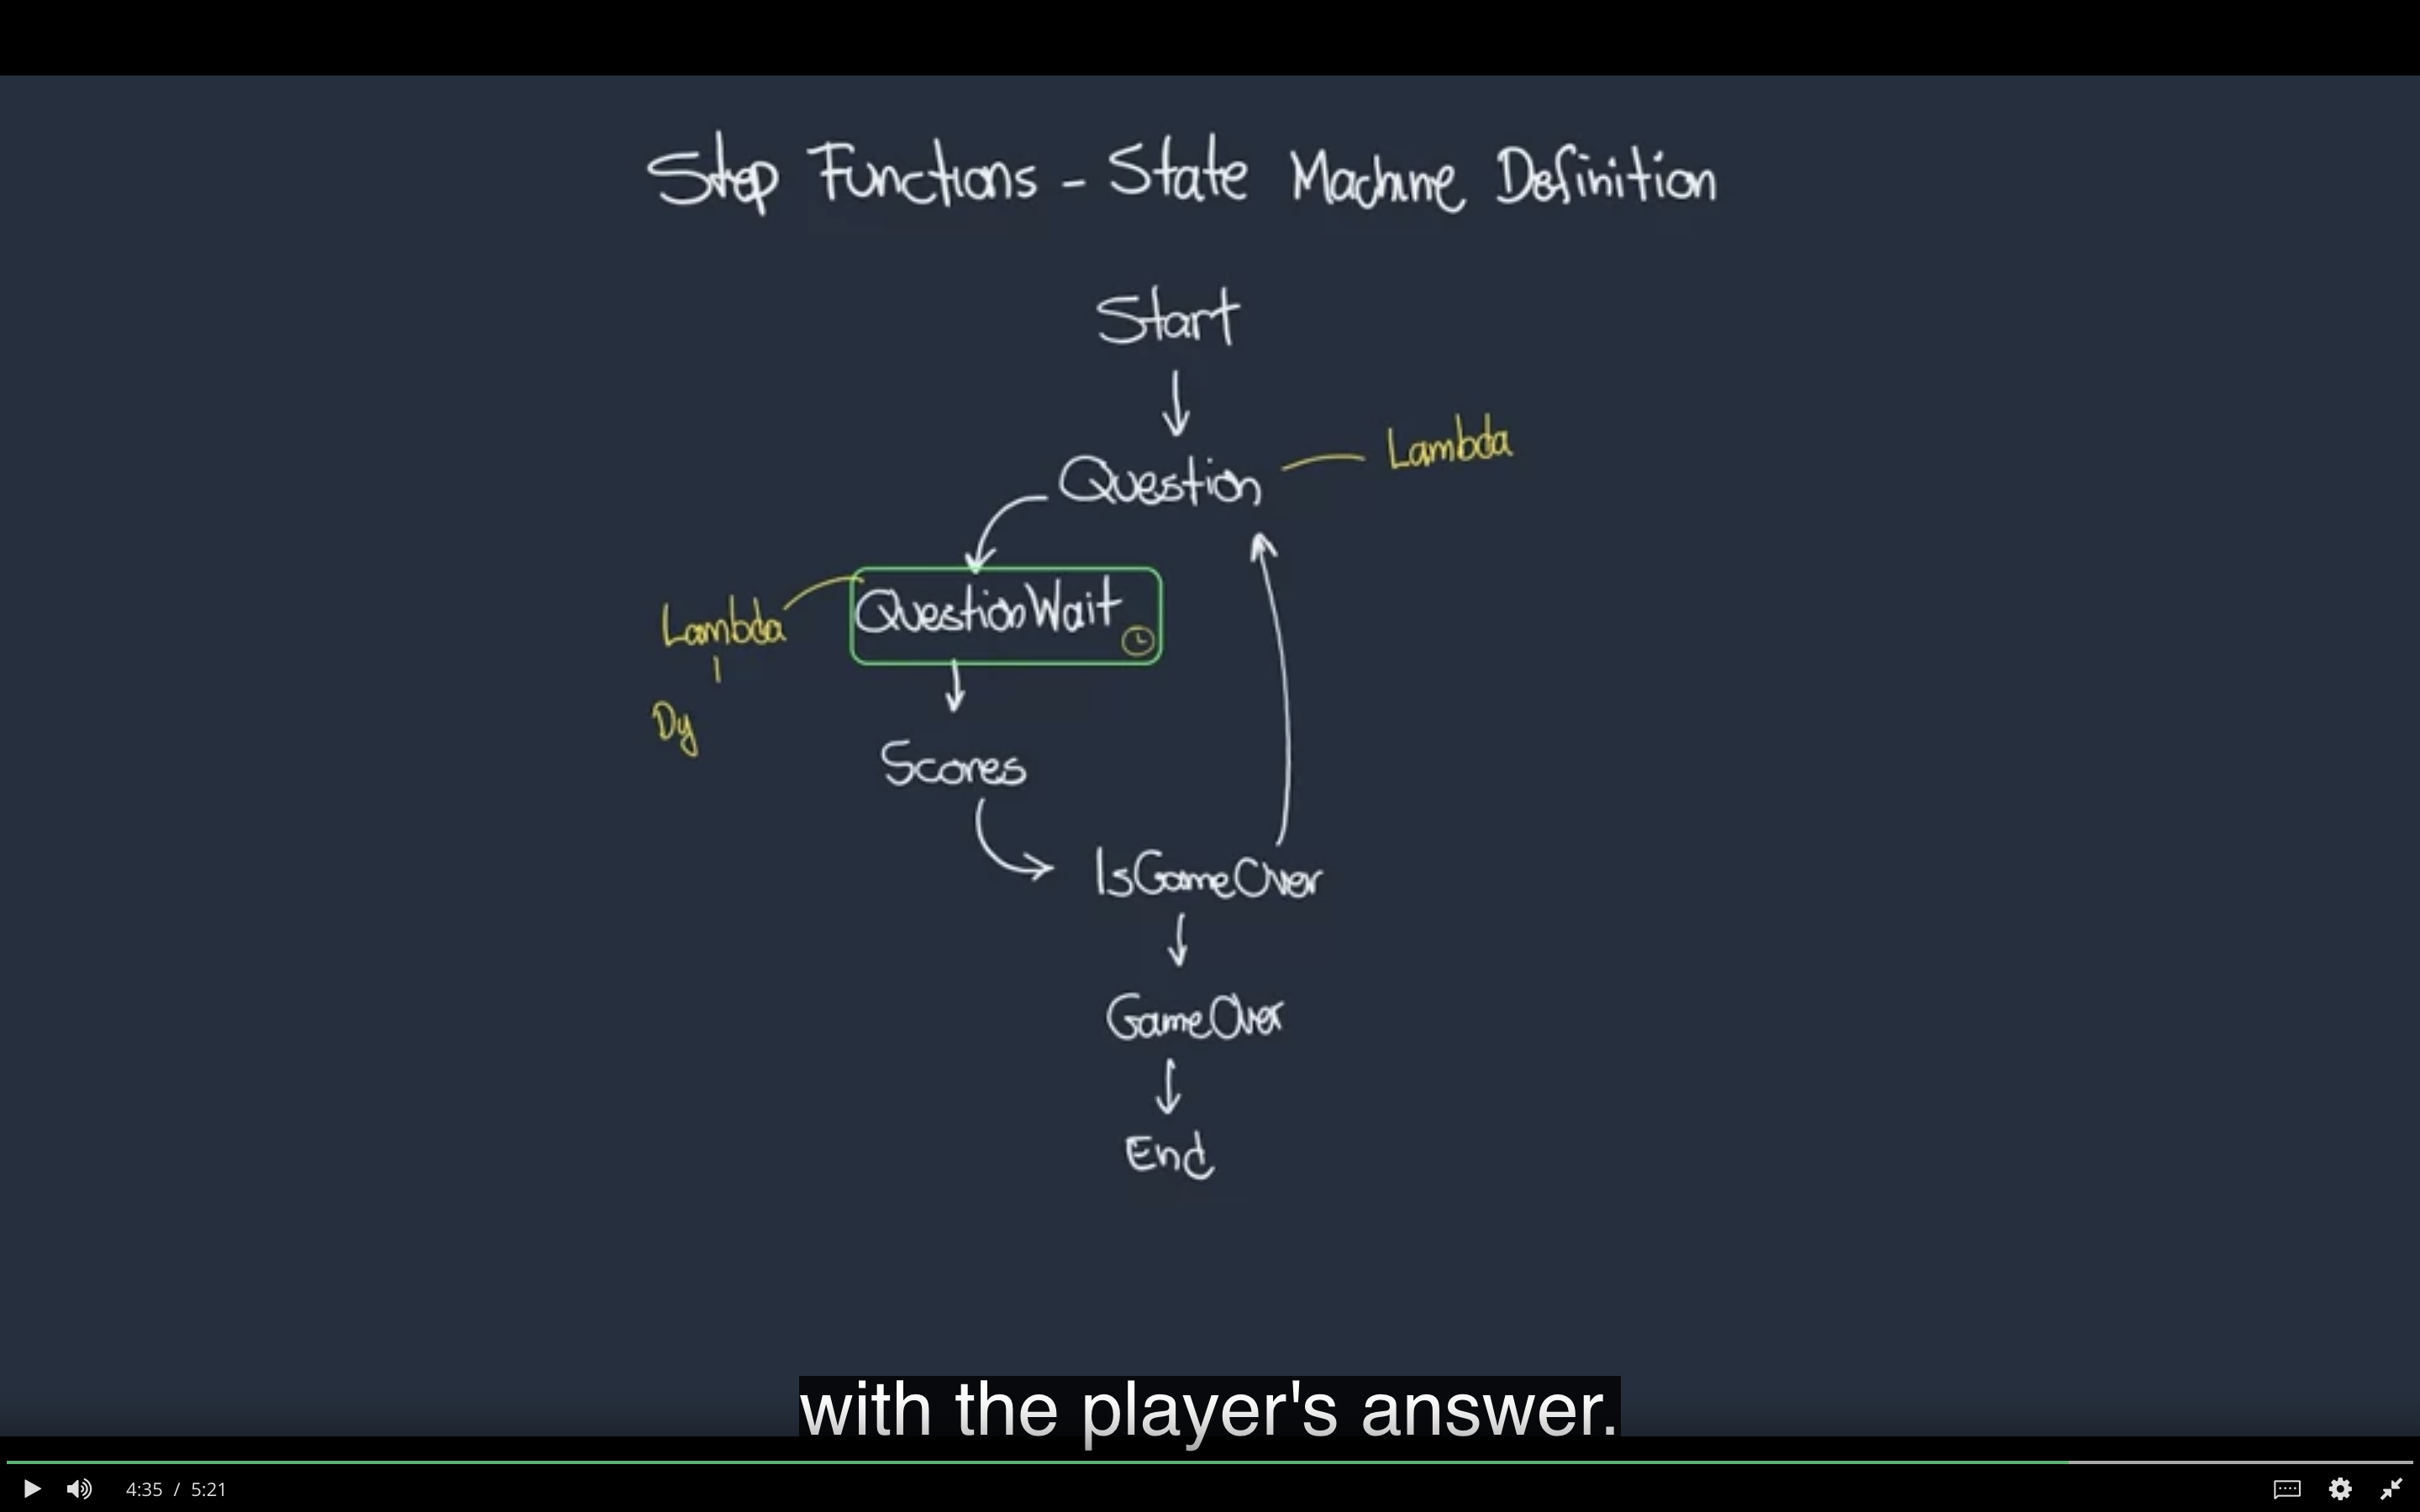 Step Functions - State Machine Definition
Start
Question
Lambda
QuestionWait
Lambda
Dy
Scores
IsGameOver
GameOver
End
with the player's answer.
4:35 / 5:21